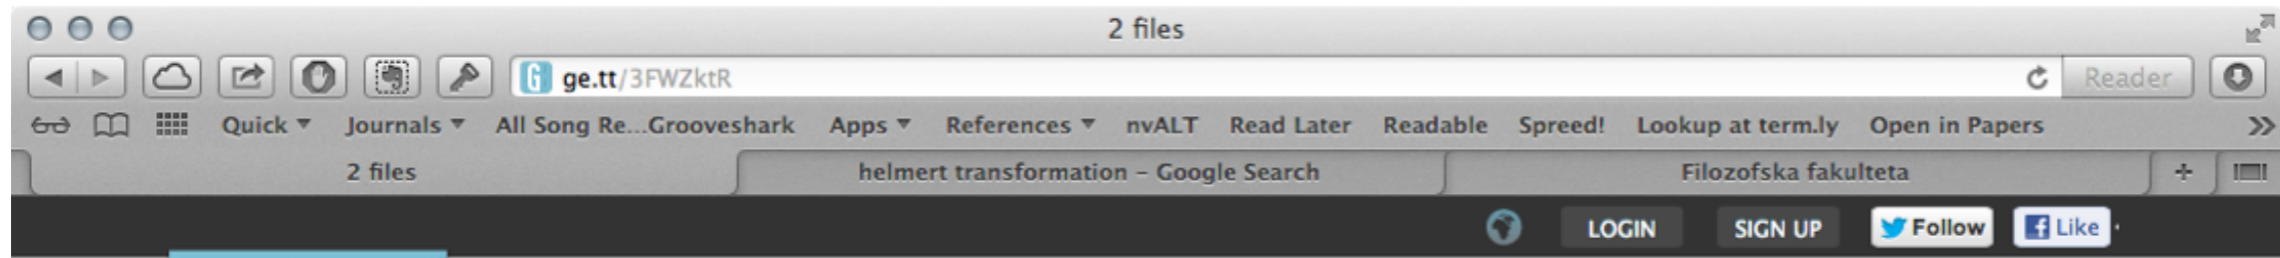 2 files
G ge.tt/3FWZktR Reader
Quick Journals All Song Re...Grooveshark Apps References nvALT Read Later Readable Spreed! Lookup at term.ly Open in Papers
2 files helmert transformation – Google Search Filozofska fakulteta
LOGIN SIGN UP Follow f Like